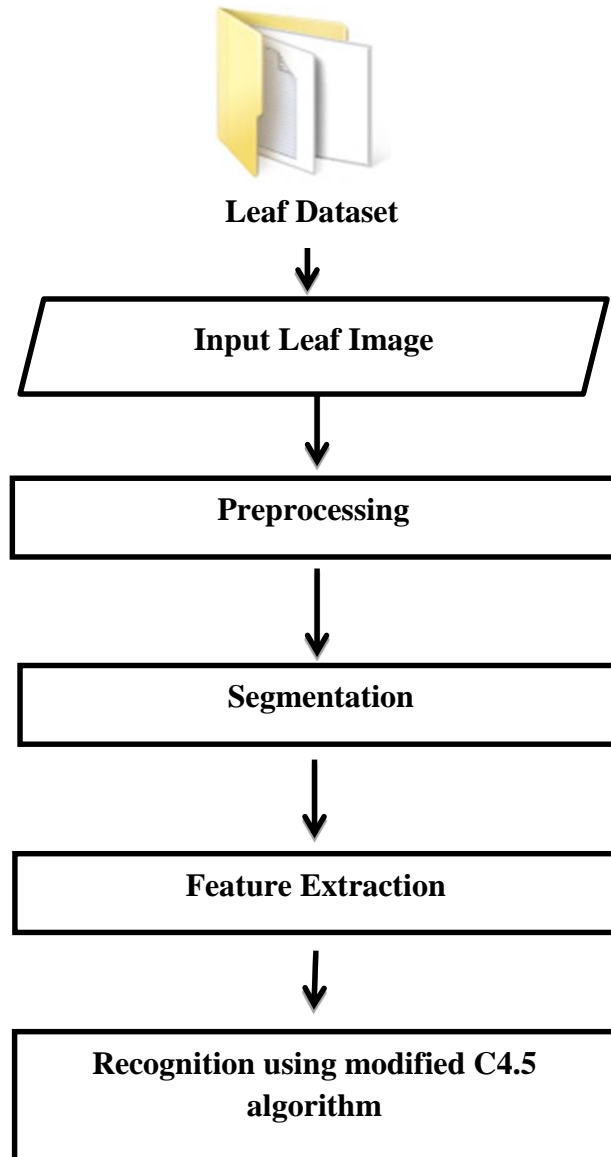 Leaf Dataset
Input Leaf Image
Preprocessing
Segmentation
Feature Extraction
Recognition using modified C4.5
algorithm